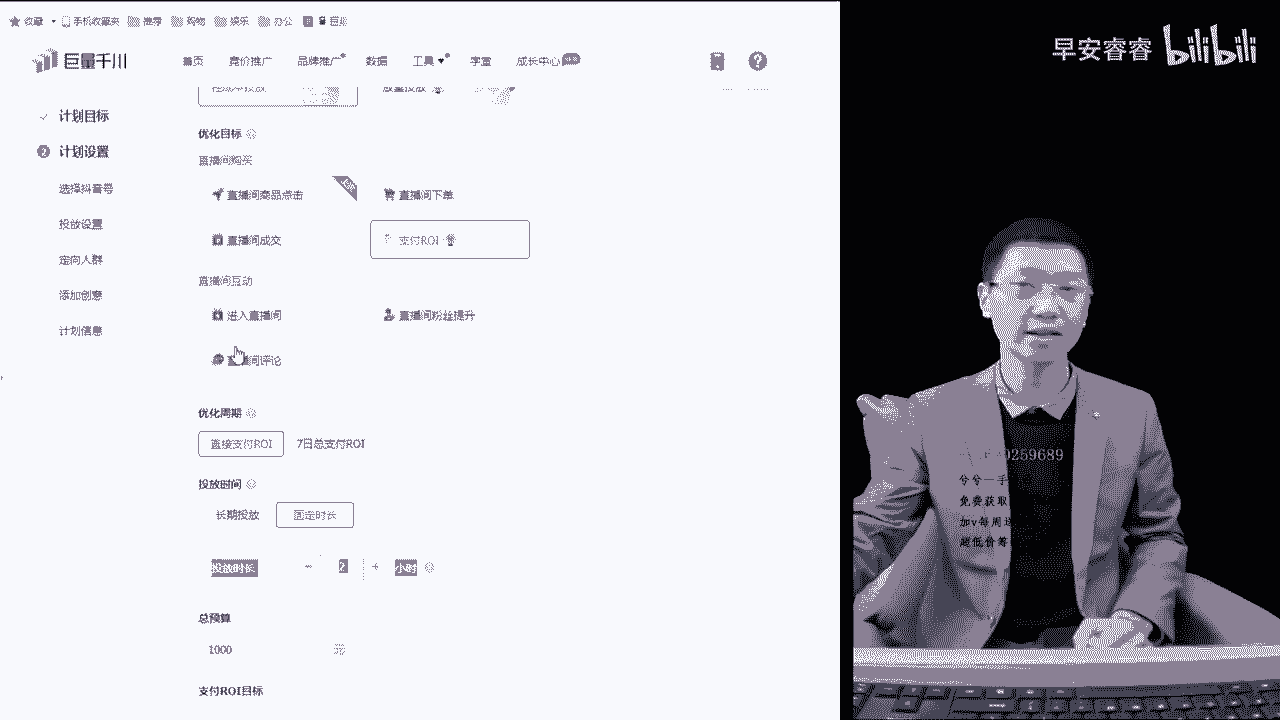 收藏 手机收藏夹 推荐 购物 娱乐 办公
早安睿睿 bilibili
巨量千川 首页 竞价推广 品牌推广 数据 工具 学堂 成长中心
放量投放
计划目标
2 计划设置
选择抖音号
投放设置
定向人群
添加创意
计划信息
优化目标
直播间购买
直播间商品点击 直播间下单
直播间成交 支付ROI
直播间互动
进入直播间 直播间粉丝提升
间评论
优化周期
直接支付ROI 7日总支付ROI
投放时间
长期投放 固定时长
投放时长 2 + 小时
总预算
1000 元
支付ROI目标
9259689
兮兮一手
免费获取
加v每周
超低价筹